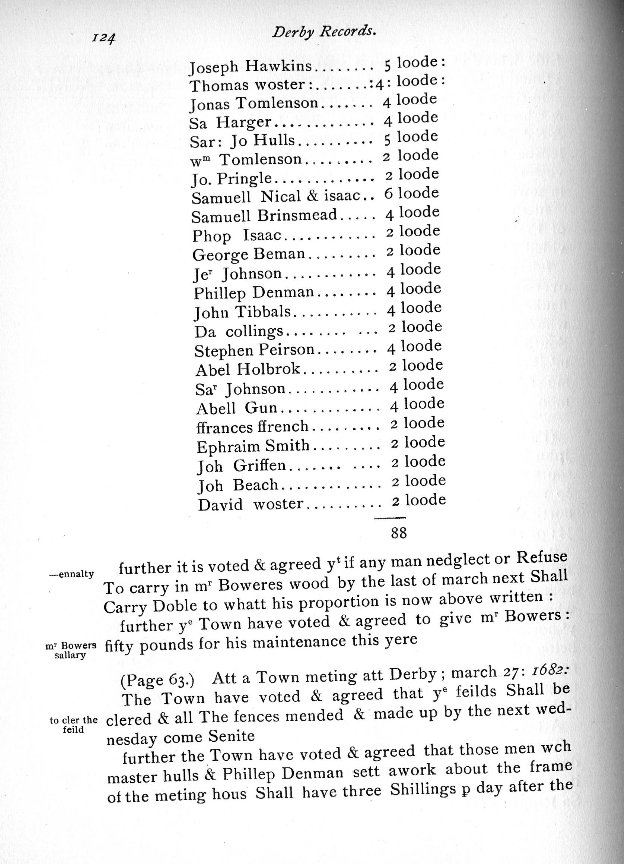 124
Derby Records.
Joseph Hawkins........ 5 loode:
Thomas woster:.......:4: loode:
Jonas Tomlenson....... 4 loode
Sa Harger............. 4 loode
Sar: Jo Hulls.......... 5 loode
wᵐ Tomlenson......... 2 loode
Jo. Pringle............. 2 loode
Samuell Nical & isaac.. 6 loode
Samuell Brinsmead..... 4 loode
Phop Isaac............ 2 loode
George Beman......... 2 loode
Jeʳ Johnson............ 4 loode
Phillep Denman........ 4 loode
John Tibbals........... 4 loode
Da collings........ ... 2 loode
Stephen Peirson........ 4 loode
Abel Holbrok.......... 2 loode
Saʳ Johnson............ 4 loode
Abell Gun............. 4 loode
ffrances ffrench......... 2 loode
Ephraim Smith......... 2 loode
Joh Griffen....... .... 2 loode
Joh Beach............. 2 loode
David woster.......... 2 loode
88
further it is voted & agreed yᵗ if any man nedglect or Refuse
—ennalty To carry in mʳ Boweres wood by the last of march next Shall
Carry Doble to whatt his proportion is now above written :
further yᵉ Town have voted & agreed to give mʳ Bowers :
mʳ Bowers fifty pounds for his maintenance this yere
sallary
(Page 63.) Att a Town meting att Derby ; march 27: 1682:
The Town have voted & agreed that yᵉ feilds Shall be
to cler the clered & all The fences mended & made up by the next wed-
feild
nesday come Senite
further the Town have voted & agreed that those men wch
master hulls & Phillep Denman sett awork about the frame
of the meting hous Shall have three Shillings p day after the